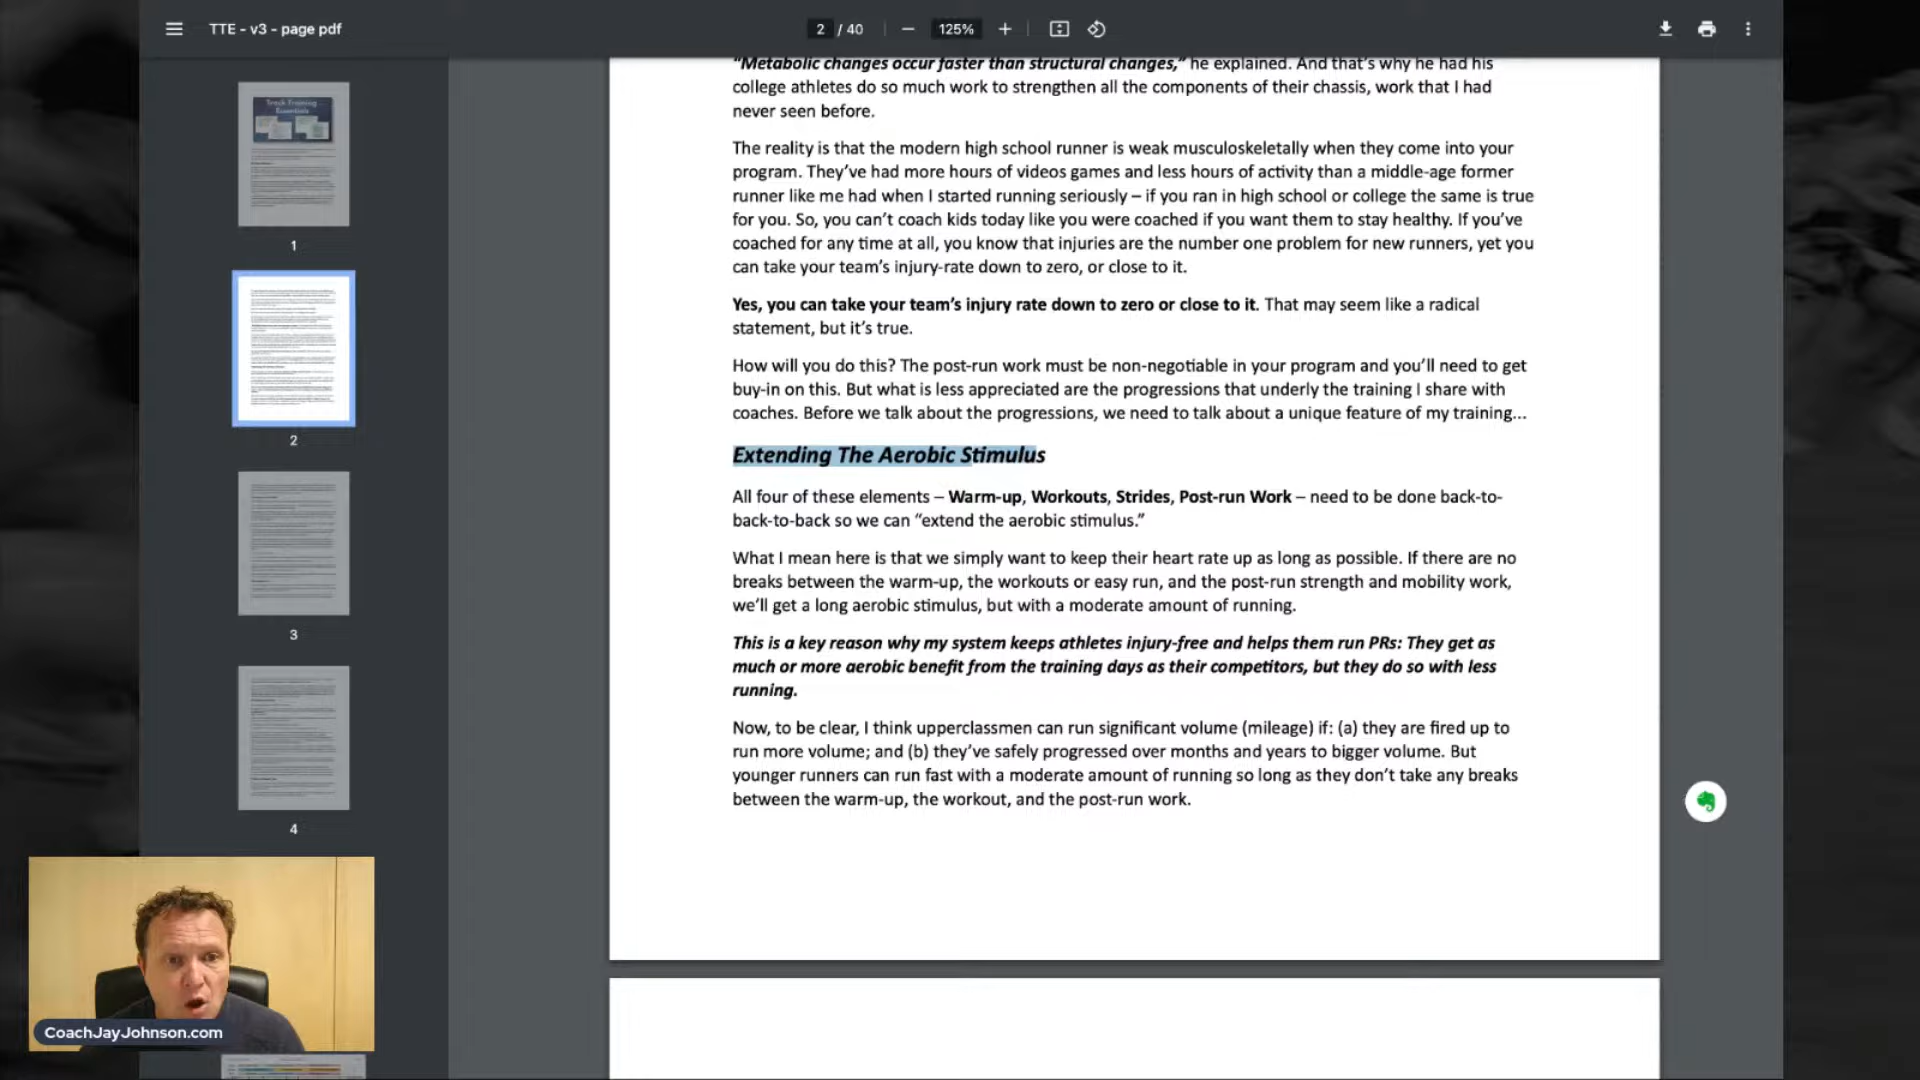 TTE - v3 - page pdf
2 / 40
125%
Track Training
Essentials
1
2
3
4
"Metabolic changes occur faster than structural changes," he explained. And that's why he had his
college athletes do so much work to strengthen all the components of their chassis, work that I had
never seen before.
The reality is that the modern high school runner is weak musculoskeletally when they come into your
program. They've had more hours of videos games and less hours of activity than a middle-age former
runner like me had when I started running seriously – if you ran in high school or college the same is true
for you. So, you can't coach kids today like you were coached if you want them to stay healthy. If you've
coached for any time at all, you know that injuries are the number one problem for new runners, yet you
can take your team's injury-rate down to zero, or close to it.
Yes, you can take your team's injury rate down to zero or close to it. That may seem like a radical
statement, but it's true.
How will you do this? The post-run work must be non-negotiable in your program and you'll need to get
buy-in on this. But what is less appreciated are the progressions that underly the training I share with
coaches. Before we talk about the progressions, we need to talk about a unique feature of my training...
Extending The Aerobic Stimulus
All four of these elements – Warm-up, Workouts, Strides, Post-run Work – need to be done back-to-
back-to-back so we can "extend the aerobic stimulus."
What I mean here is that we simply want to keep their heart rate up as long as possible. If there are no
breaks between the warm-up, the workouts or easy run, and the post-run strength and mobility work,
we'll get a long aerobic stimulus, but with a moderate amount of running.
This is a key reason why my system keeps athletes injury-free and helps them run PRs: They get as
much or more aerobic benefit from the training days as their competitors, but they do so with less
running.
Now, to be clear, I think upperclassmen can run significant volume (mileage) if: (a) they are fired up to
run more volume; and (b) they've safely progressed over months and years to bigger volume. But
younger runners can run fast with a moderate amount of running so long as they don't take any breaks
between the warm-up, the workout, and the post-run work.
CoachJayJohnson.com